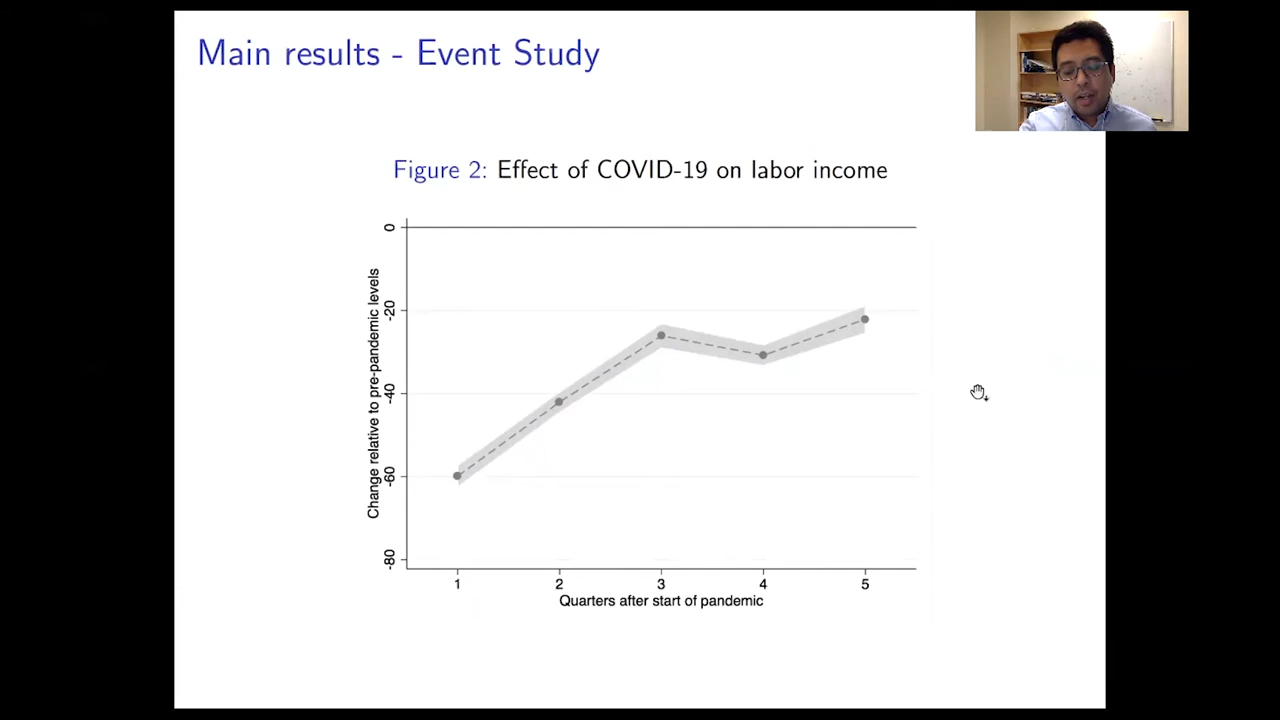 Main results - Event Study
Figure 2: Effect of COVID-19 on labor income
Change relative to pre-pandemic levels
0
-20
-40
-60
-80
1 2 3 4 5
Quarters after start of pandemic